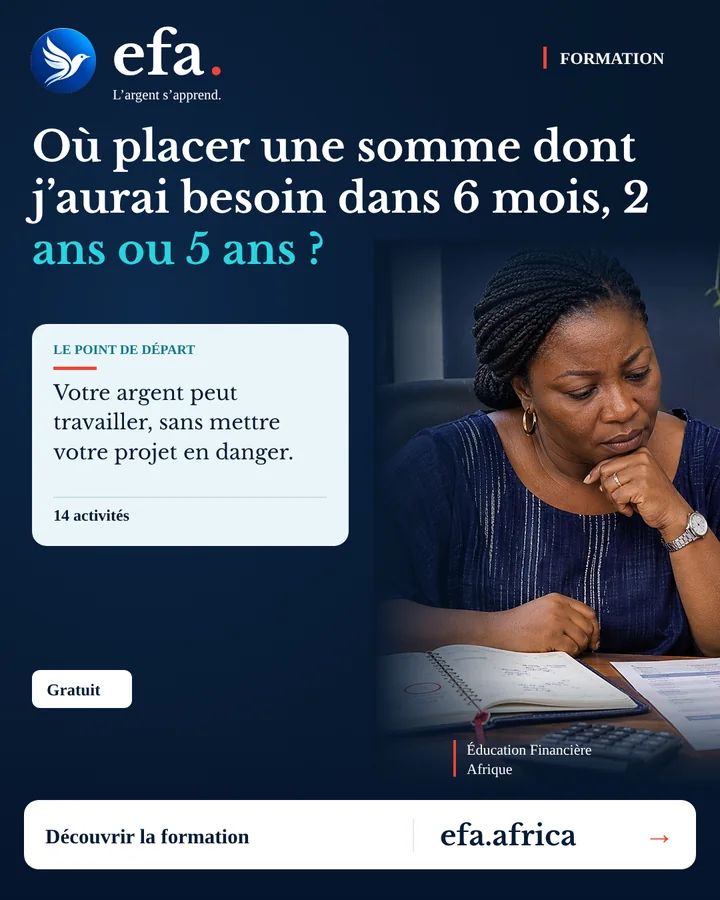 efa.
L’argent s’apprend.
FORMATION
Où placer une somme dont
j’aurai besoin dans 6 mois, 2
ans ou 5 ans ?
LE POINT DE DÉPART
Votre argent peut
travailler, sans mettre
votre projet en danger.
14 activités
Gratuit
Éducation Financière
Afrique
Découvrir la formation
efa.africa →